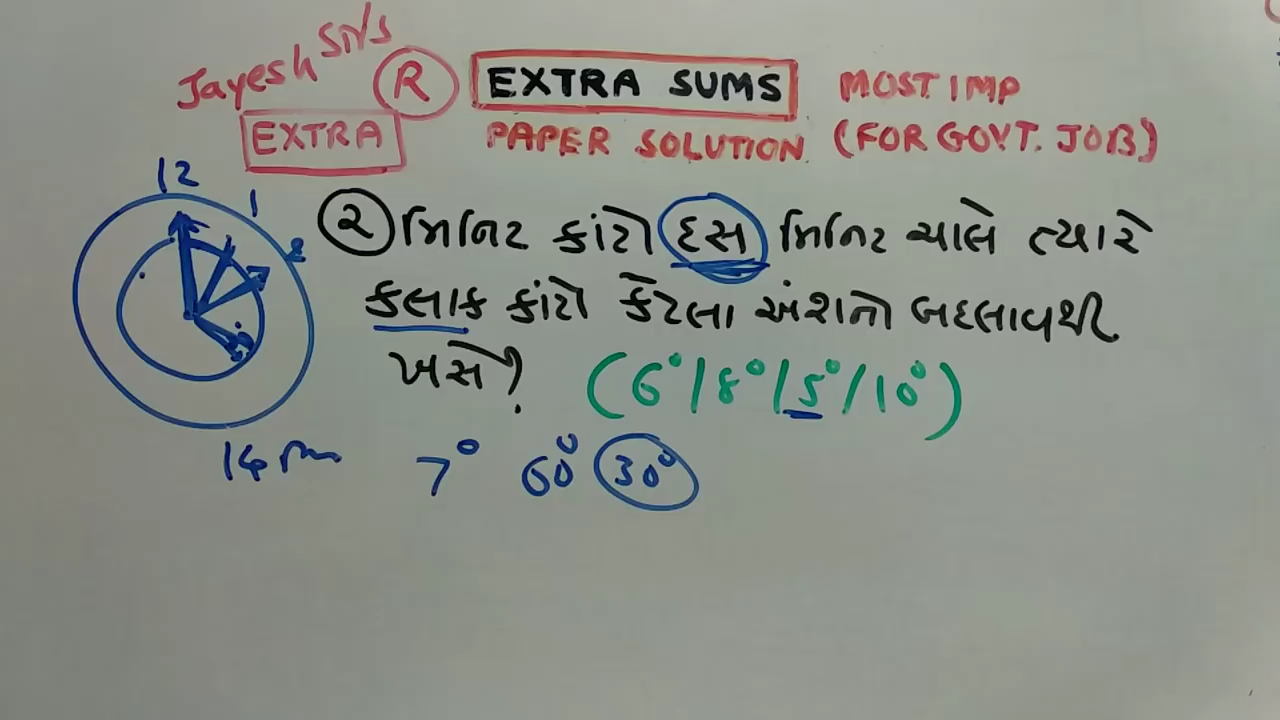 Jayesh Sir's
R EXTRA SUMS MOST IMP
EXTRA PAPER SOLUTION (FOR GOVT. JOB)
12
1
2
૨ મિનિટ કાંટો દસ મિનિટ ચાલે ત્યારે
કલાક કાંટો કેટલા અંશનો બદલાવથી
ખસે?
(6°/8°/5°/10°)
7° 60° 30°